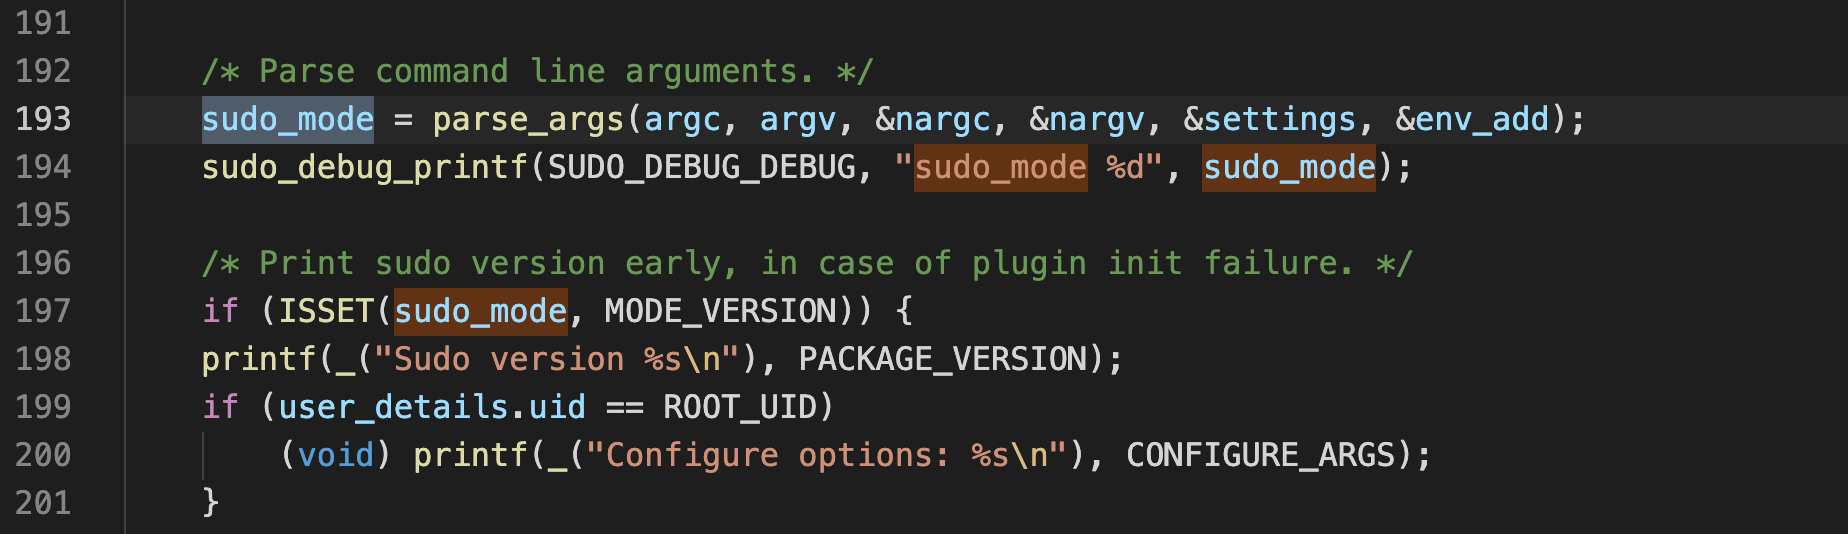 191
192 /* Parse command line arguments. */
193 sudo_mode = parse_args(argc, argv, &nargc, &nargv, &settings, &env_add);
194 sudo_debug_printf(SUDO_DEBUG_DEBUG, "sudo_mode %d", sudo_mode);
195
196 /* Print sudo version early, in case of plugin init failure. */
197 if (ISSET(sudo_mode, MODE_VERSION)) {
198 printf(_("Sudo version %s\n"), PACKAGE_VERSION);
199 if (user_details.uid == ROOT_UID)
200 (void) printf(_("Configure options: %s\n"), CONFIGURE_ARGS);
201 }